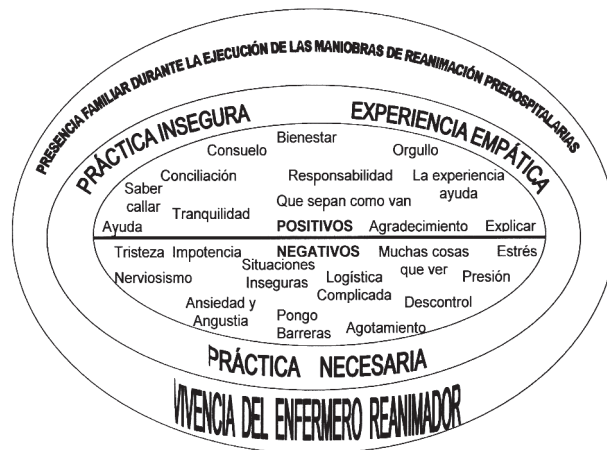 PRESENCIA FAMILIAR DURANTE LA EJECUCIÓN DE LAS MANIOBRAS DE REANIMACIÓN PREHOSPITALARIAS
PRÁCTICA INSEGURA
EXPERIENCIA EMPÁTICA
Bienestar
Consuelo
Orgullo
Conciliación
Responsabilidad
La experiencia
ayuda
Saber
callar
Tranquilidad
Que sepan como van
Ayuda
POSITIVOS
Agradecimiento
Explicar
Tristeza
Impotencia
NEGATIVOS
Muchas cosas
que ver
Estrés
Nerviosismo
Situaciones
Inseguras
Logística
Complicada
Presión
Ansiedad y
Angustia
Descontrol
Pongo
Barreras
Agotamiento
PRÁCTICA NECESARIA
VIVENCIA DEL ENFERMERO REANIMADOR